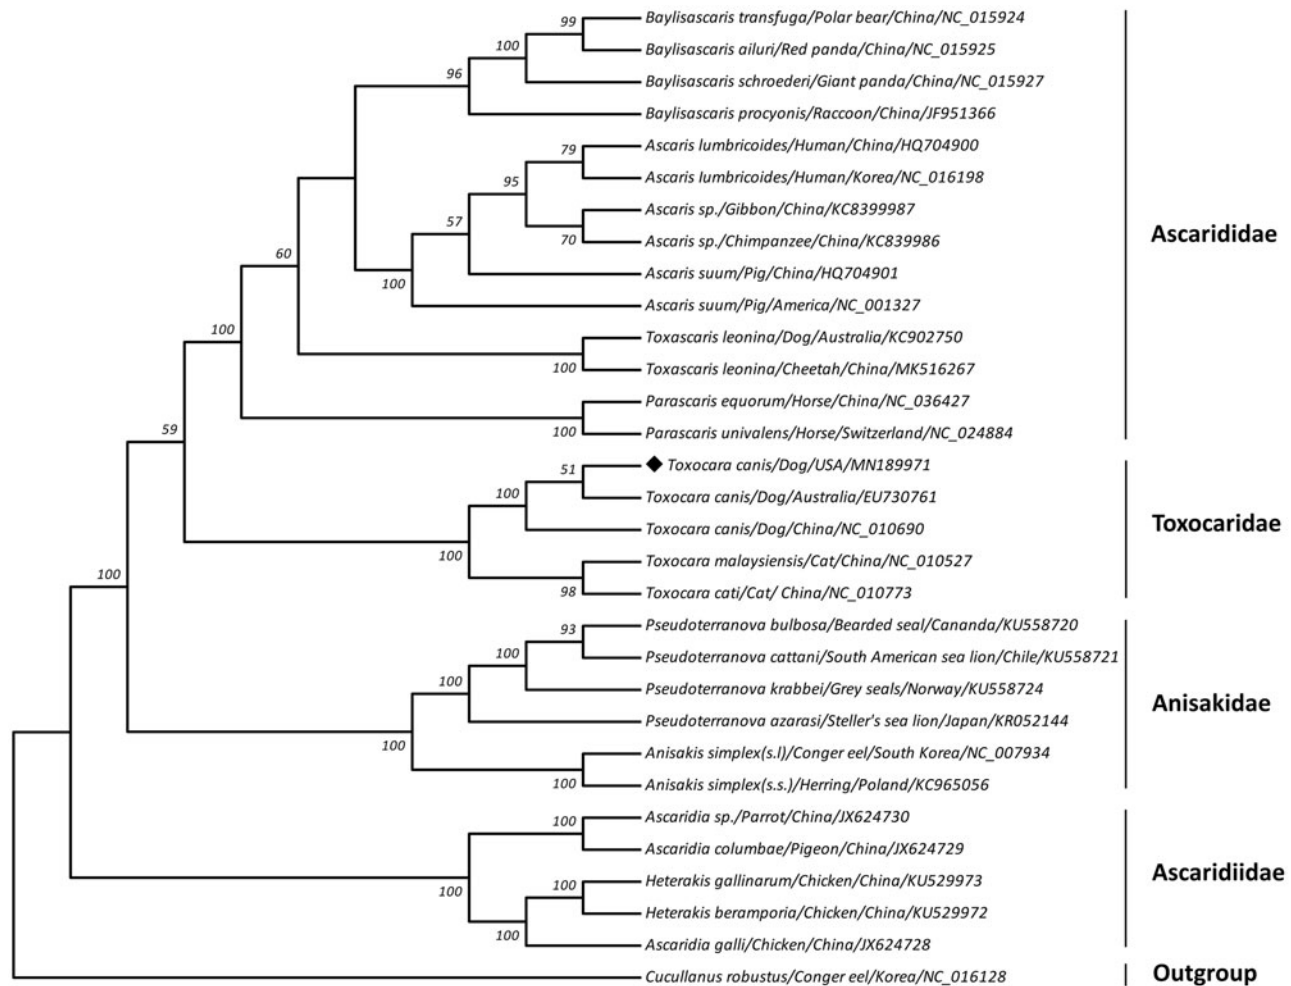 99
Baylisascaris transfuga/Polar bear/China/NC_015924
100
Baylisascaris ailuri/Red panda/China/NC_015925
96
Baylisascaris schroederi/Giant panda/China/NC_015927
Baylisascaris procyonis/Raccoon/China/JF951366
79
Ascaris lumbricoides/Human/China/HQ704900
95
Ascaris lumbricoides/Human/Korea/NC_016198
57
Ascaris sp./Gibbon/China/KC8399987
70
Ascaris sp./Chimpanzee/China/KC839986
Ascarididae
60
Ascaris suum/Pig/China/HQ704901
100
Ascaris suum/Pig/America/NC_001327
100
Toxascaris leonina/Dog/Australia/KC902750
100
Toxascaris leonina/Cheetah/China/MK516267
Parascaris equorum/Horse/China/NC_036427
59
100
Parascaris univalens/Horse/Switzerland/NC_024884
51
Toxocara canis/Dog/USA/MN189971
100
Toxocara canis/Dog/Australia/EU730761
Toxocaridae
Toxocara canis/Dog/China/NC_010690
100
Toxocara malaysiensis/Cat/China/NC_010527
100
98
Toxocara cati/Cat/ China/NC_010773
93
Pseudoterranova bulbosa/Bearded seal/Cananda/KU558720
100
Pseudoterranova cattani/South American sea lion/Chile/KU558721
100
Pseudoterranova krabbei/Grey seals/Norway/KU558724
Anisakidae
Pseudoterranova azarasi/Steller's sea lion/Japan/KR052144
100
Anisakis simplex(s.l)/Conger eel/South Korea/NC_007934
100
Anisakis simplex(s.s.)/Herring/Poland/KC965056
100
Ascaridia sp./Parrot/China/JX624730
Ascaridia columbae/Pigeon/China/JX624729
Ascaridiidae
100
100
Heterakis gallinarum/Chicken/China/KU529973
Heterakis beramporia/Chicken/China/KU529972
100
Ascaridia galli/Chicken/China/JX624728
Cucullanus robustus/Conger eel/Korea/NC_016128
Outgroup